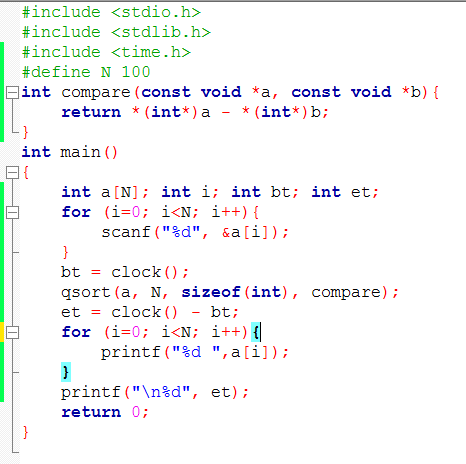 #include <stdio.h>
#include <stdlib.h>
#include <time.h>
#define N 100
int compare(const void *a, const void *b){
    return *(int*)a - *(int*)b;
}
int main()
{
    int a[N]; int i; int bt; int et;
    for (i=0; i<N; i++){
        scanf("%d", &a[i]);
    }
    bt = clock();
    qsort(a, N, sizeof(int), compare);
    et = clock() - bt;
    for (i=0; i<N; i++){
        printf("%d ",a[i]);
    }
    printf("\n%d", et);
    return 0;
}